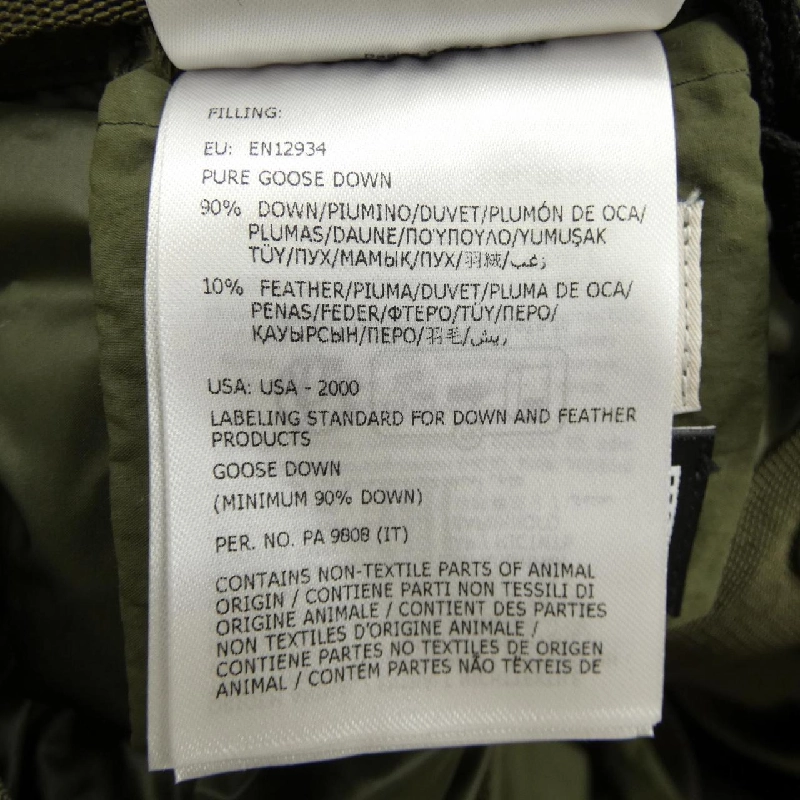 FILLING:
EU: EN12934
PURE GOOSE DOWN
90% DOWN/PIUMINO/DUVET/PLUMÓN DE OCA/
PLUMAS/DAUNE/ΠΟΥΠΟΥΛΟ/YUMUŞAK
TÜY/ПУХ/МАМЫҚ/ПУХ/羽絨/زغب
10% FEATHER/PIUMA/DUVET/PLUMA DE OCA/
PENAS/FEDER/ΦΤΕΡΟ/TÜY/ПЕРО/
ҚАУЫРСЫН/ПЕРО/羽毛/ريش
USA: USA - 2000
LABELING STANDARD FOR DOWN AND FEATHER
PRODUCTS
GOOSE DOWN
(MINIMUM 90% DOWN)
PER. NO. PA 9808 (IT)
CONTAINS NON-TEXTILE PARTS OF ANIMAL
ORIGIN / CONTIENE PARTI NON TESSILI DI
ORIGINE ANIMALE / CONTIENT DES PARTIES
NON TEXTILES D'ORIGINE ANIMALE /
CONTIENE PARTES NO TEXTILES DE ORIGEN
ANIMAL / CONTÉM PARTES NÃO TÊXTEIS DE